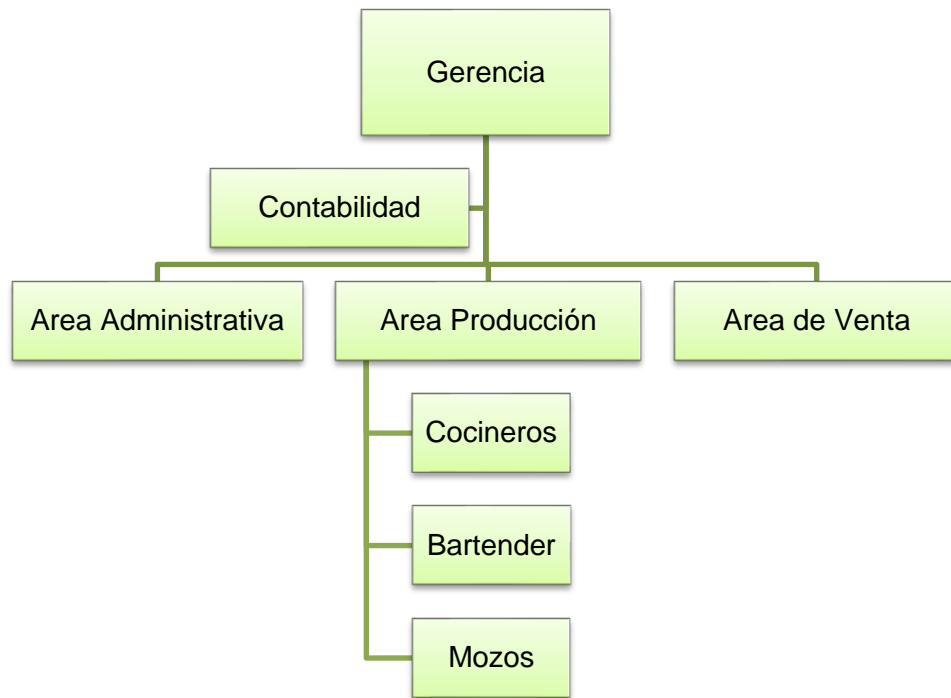 Gerencia
Contabilidad
Area Administrativa
Area Producción
Area de Venta
Cocineros
Bartender
Mozos